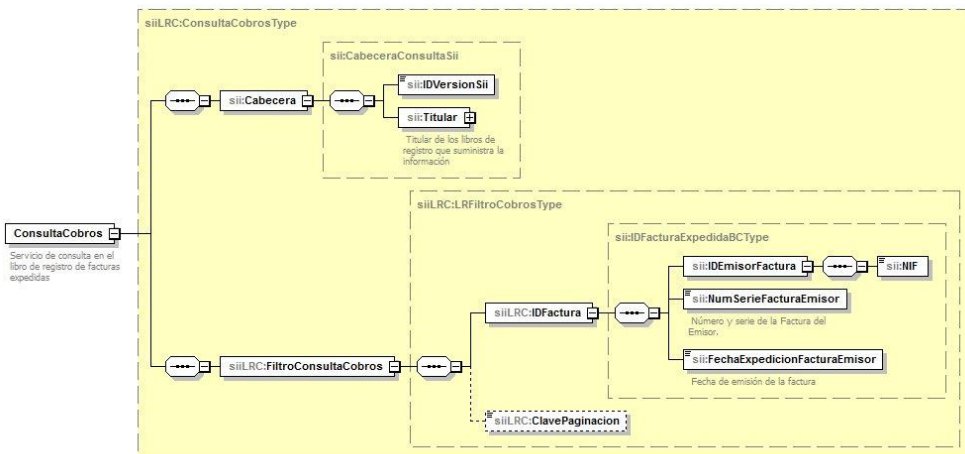 siiLRC:ConsultaCobrosType
sii:CabeceraConsultaSii
sii:IDVersionSii
sii:Cabecera
sii:Titular
Titular de los libros de
registro que suministra la
información
siiLRC:LRFiltroCobrosType
ConsultaCobros
Servicio de consulta en el
libro de registro de facturas
expedidas
sii:IDFacturaExpedidaBCType
sii:IDEmisorFactura
sii:NIF
sii:NumSerieFacturaEmisor
siiLRC:IDFactura
Número y serie de la Factura del
Emisor.
siiLRC:FiltroConsultaCobros
sii:FechaExpedicionFacturaEmisor
Fecha de emisión de la factura
siiLRC:ClavePaginacion